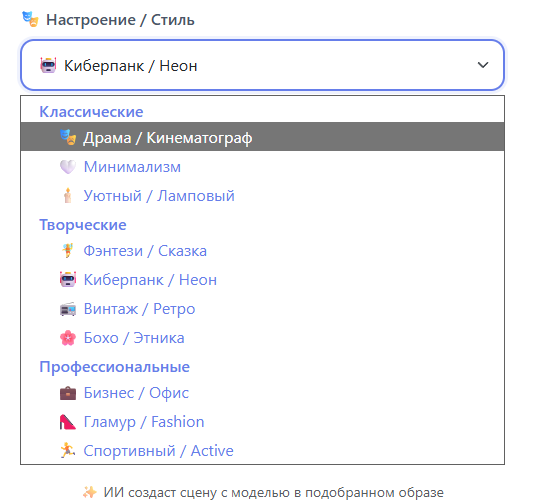 Настроение / Стиль
Киберпанк / Неон
Классические
Драма / Кинематограф
Минимализм
Уютный / Ламповый
Творческие
Фэнтези / Сказка
Киберпанк / Неон
Винтаж / Ретро
Бохо / Этника
Профессиональные
Бизнес / Офис
Гламур / Fashion
Спортивный / Active
ИИ создаст сцену с моделью в подобранном образе